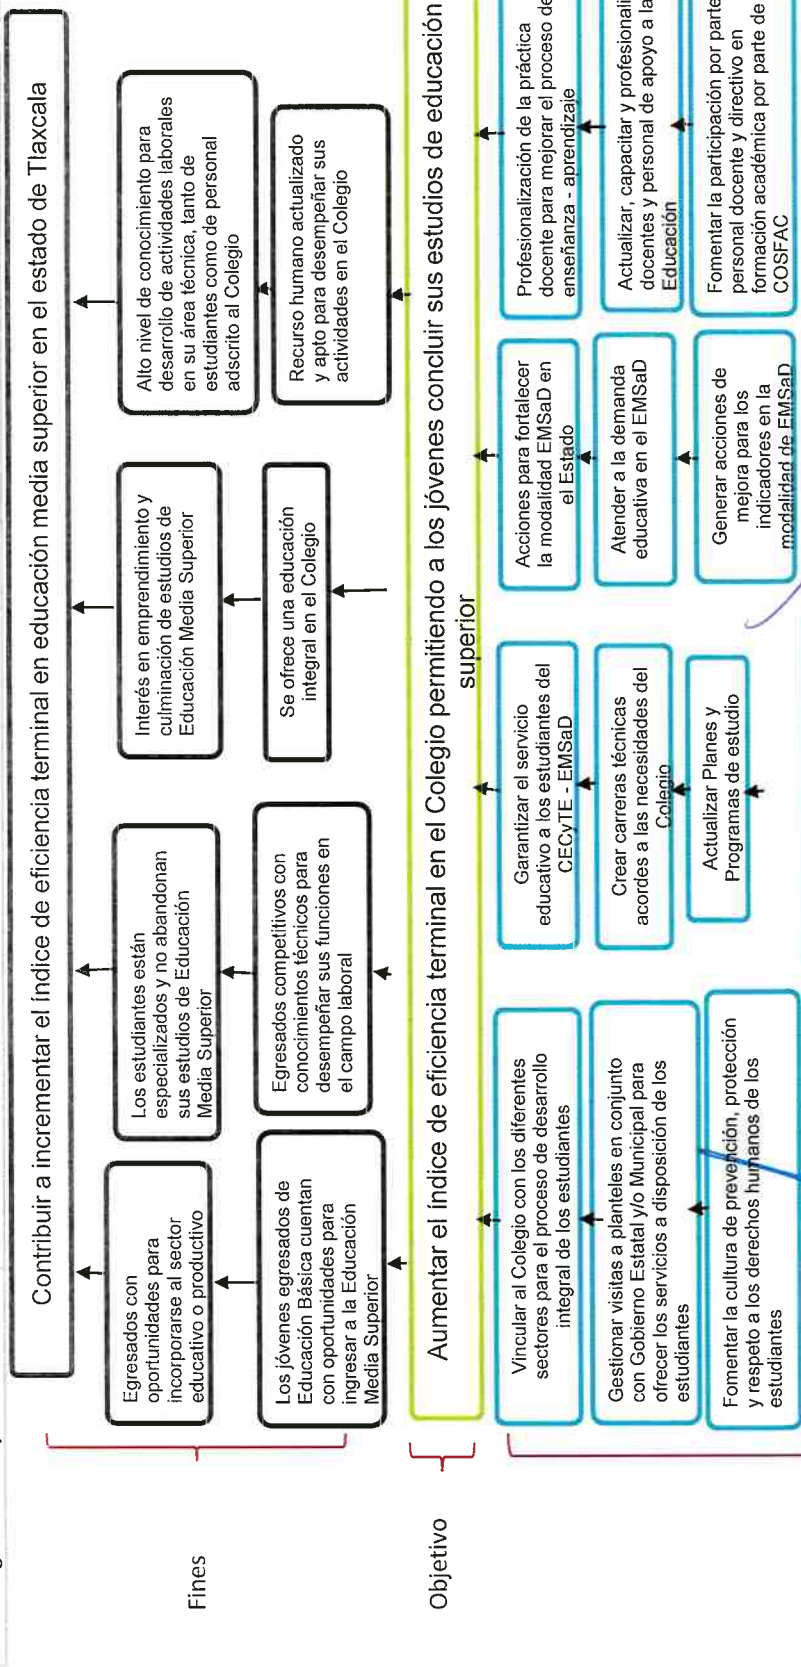 Contribuir a incrementar el índice de eficiencia terminal en educación media superior en el estado de Tlaxcala
Fines
Egresados con
oportunidades para
incorporarse al sector
educativo o productivo
Los estudiantes están
especializados y no abandonan
sus estudios de Educación
Media Superior
Interés en emprendimiento y
culminación de estudios de
Educación Media Superior
Alto nivel de conocimiento para
desarrollo de actividades laborales
en su área técnica, tanto de
estudiantes como de personal
adscrito al Colegio
Los jóvenes egresados de
Educación Básica cuentan
con oportunidades para
ingresar a la Educación
Media Superior
Egresados competitivos con
conocimientos técnicos para
desempeñar sus funciones en
el campo laboral
Se ofrece una educación
integral en el Colegio
Recurso humano actualizado
y apto para desempeñar sus
actividades en el Colegio
Objetivo
Aumentar el índice de eficiencia terminal en el Colegio permitiendo a los jóvenes concluir sus estudios de educación
superior
Vincular al Colegio con los diferentes
sectores para el proceso de desarrollo
integral de los estudiantes
Garantizar el servicio
educativo a los estudiantes del
CECyTE - EMSaD
Acciones para fortalecer
la modalidad EMSaD en
el Estado
Profesionalización de la práctica
docente para mejorar el proceso de
enseñanza - aprendizaje
Gestionar visitas a planteles en conjunto
con Gobierno Estatal y/o Municipal para
ofrecer los servicios a disposición de los
estudiantes
Crear carreras técnicas
acordes a las necesidades del
Colegio
Atender a la demanda
educativa en el EMSaD
Actualizar, capacitar y profesionali
docentes y personal de apoyo a la
Educación
Fomentar la cultura de prevención, protección
y respeto a los derechos humanos de los
estudiantes
Actualizar Planes y
Programas de estudio
Generar acciones de
mejora para los
indicadores en la
modalidad de EMSaD
Fomentar la participación por parte
personal docente y directivo en
formación académica por parte de
COSFAC